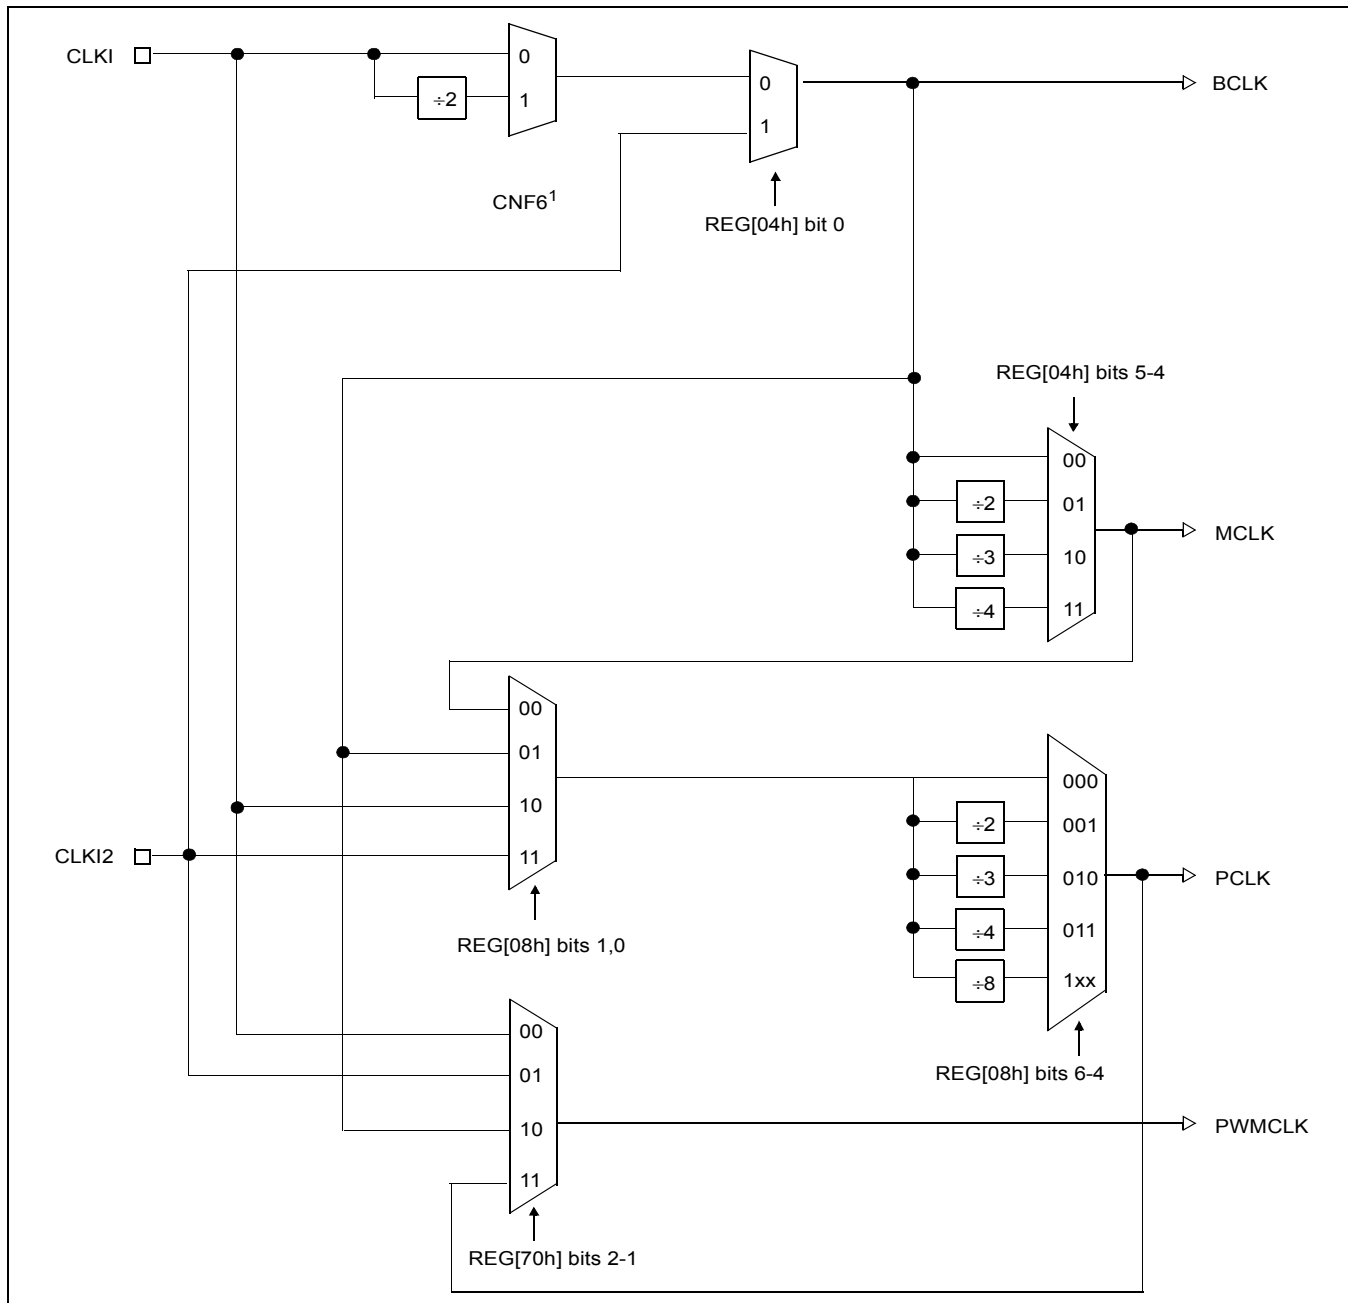 CLKI
0
÷2
1
0
1
BCLK
CNF6¹
REG[04h] bit 0
REG[04h] bits 5-4
00
÷2
01
÷3
10
÷4
11
MCLK
00
01
10
11
CLKI2
REG[08h] bits 1,0
000
÷2
001
÷3
010
÷4
011
÷8
1xx
PCLK
REG[08h] bits 6-4
00
01
10
11
PWMCLK
REG[70h] bits 2-1